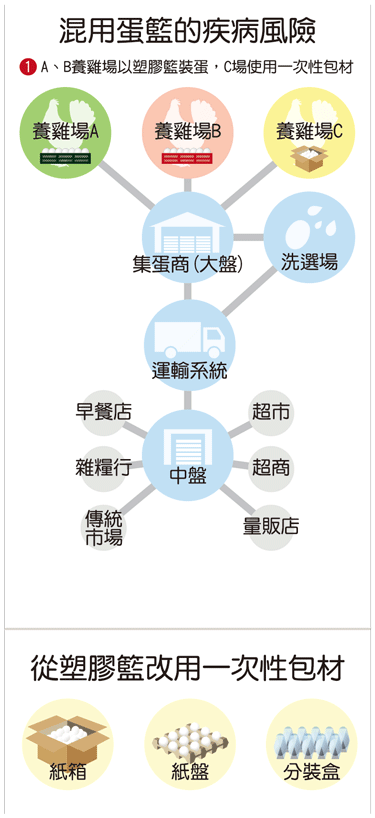 混用蛋籃的疾病風險
1 A、B養雞場以塑膠籃裝蛋，C場使用一次性包材
養雞場A
養雞場B
養雞場C
集蛋商(大盤)
洗選場
運輸系統
早餐店
超市
雜糧行
中盤
超商
傳統
市場
量販店
從塑膠籃改用一次性包材
紙箱
紙盤
分裝盒